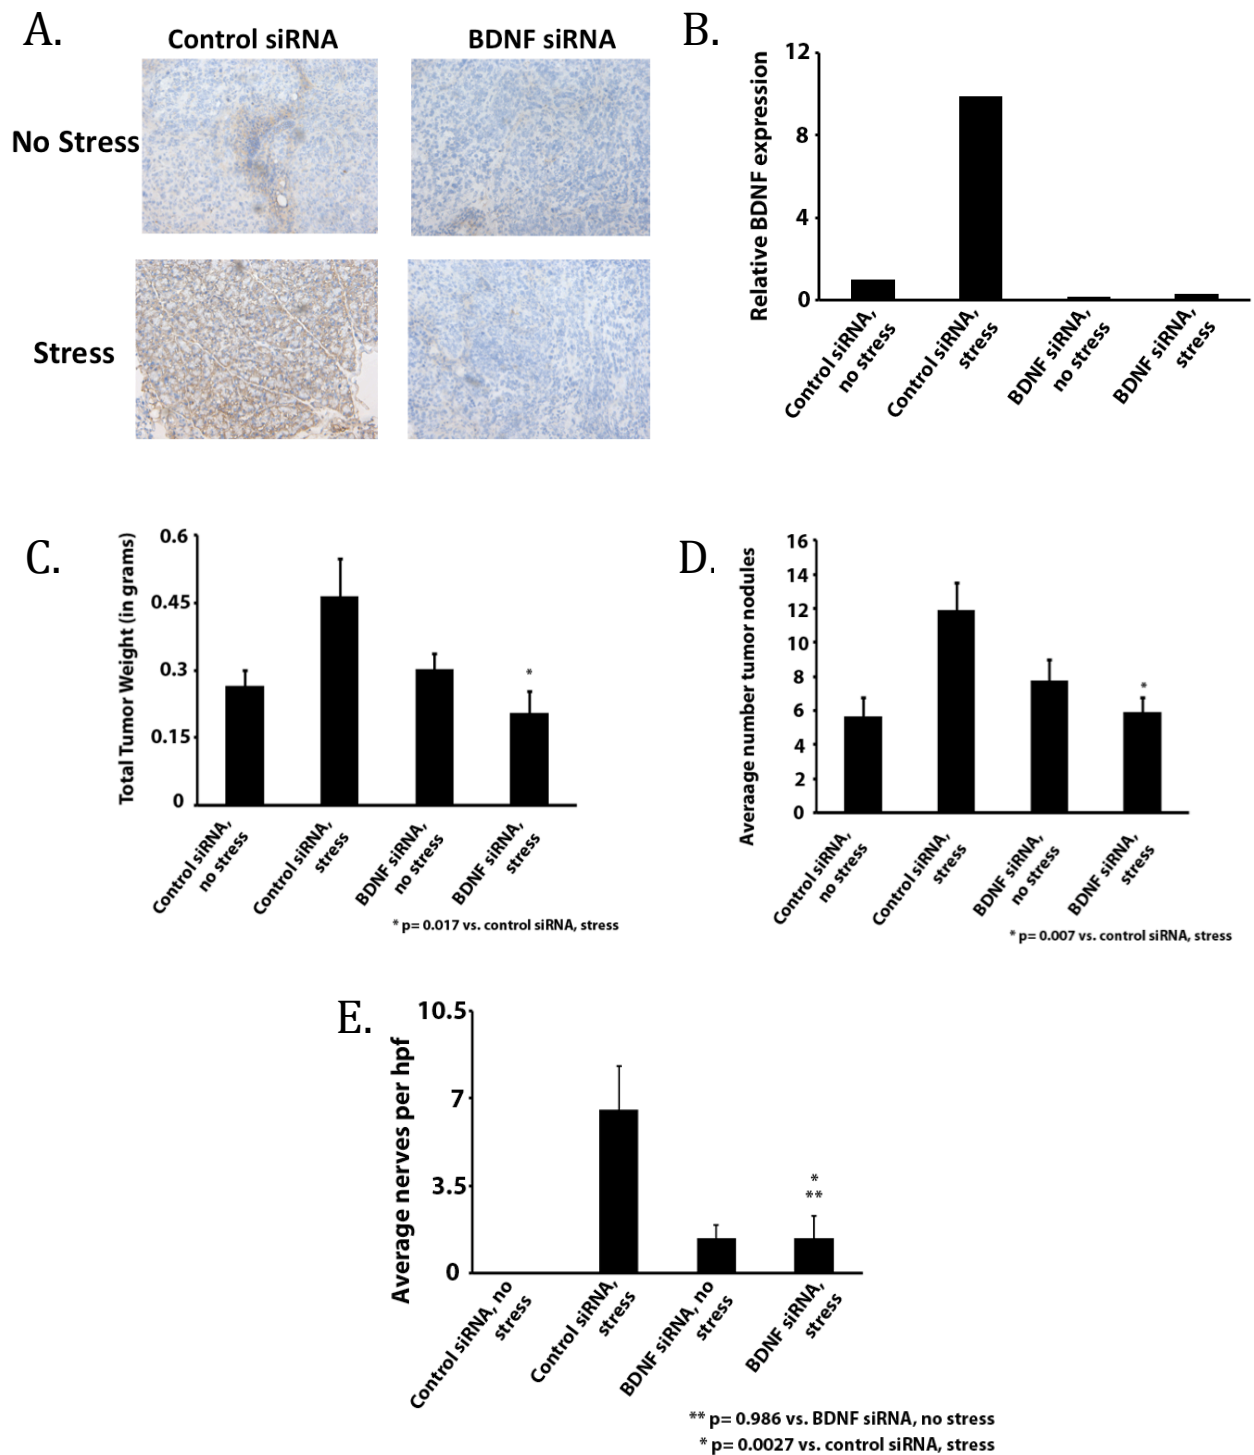 A.
Control siRNA
BDNF siRNA
No Stress
Stress
B.
Relative BDNF expression
12
8
4
0
Control siRNA,
no stress
Control siRNA,
stress
BDNF siRNA,
no stress
BDNF siRNA,
stress
C.
Total Tumor Weight (in grams)
0.6
0.45
0.3
0.15
0
*
Control siRNA,
no stress
Control siRNA,
stress
BDNF siRNA,
no stress
BDNF siRNA,
stress
* p= 0.017 vs. control siRNA, stress
D.
Averaage number tumor nodules
16
14
12
10
8
6
4
2
0
*
Control siRNA,
no stress
Control siRNA,
stress
BDNF siRNA,
no stress
BDNF siRNA,
stress
* p= 0.007 vs. control siRNA, stress
E.
Average nerves per hpf
10.5
7
3.5
0
*
**
Control siRNA, no
stress
Control siRNA,
stress
BDNF siRNA, no
stress
BDNF siRNA,
stress
** p= 0.986 vs. BDNF siRNA, no stress
* p= 0.0027 vs. control siRNA, stress